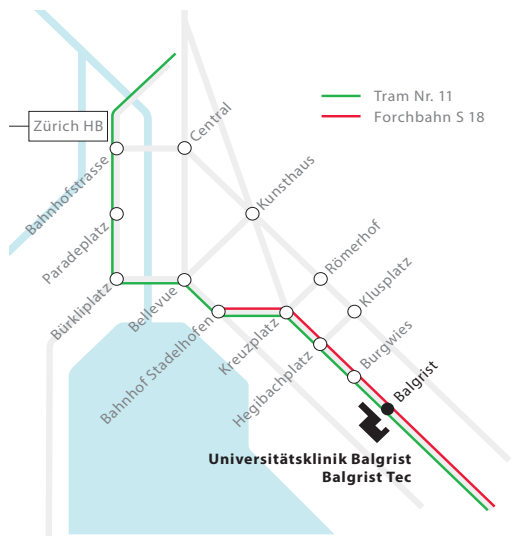 Tram Nr. 11
Forchbahn S 18
Zürich HB
Central
Bahnhofstrasse
Kunsthaus
Paradeplatz
Römerhof
Bürkliplatz
Bellevue
Klusplatz
Bahnhof Stadelhofen
Kreuzplatz
Hegibachplatz
Burgwies
Balgrist
Universitätsklinik Balgrist
Balgrist Tec